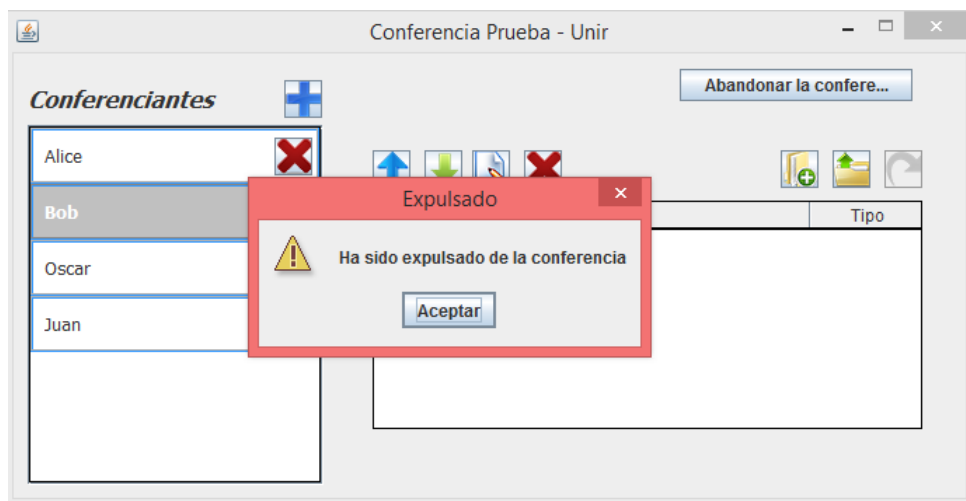 Conferencia Prueba - Unir
Conferenciantes
Abandonar la confere...
Alice
Bob
Oscar
Juan
Tipo
Expulsado
Ha sido expulsado de la conferencia
Aceptar